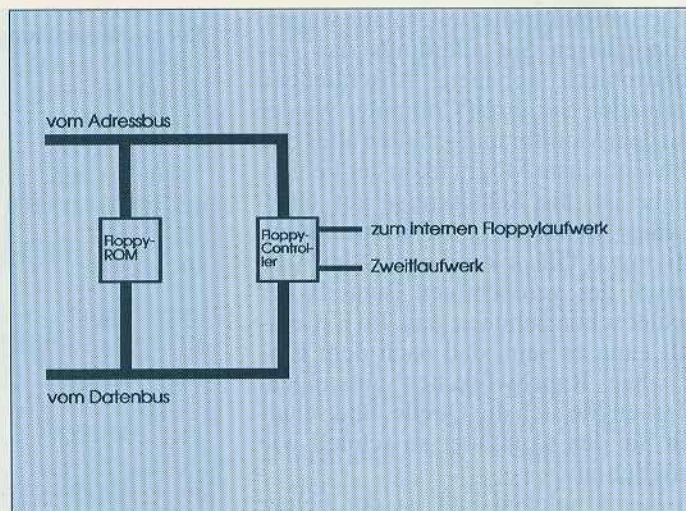 vom Adressbus
Floppy-
ROM
Floppy-
Control-
ler
zum Internen Floppylaufwerk
Zweitlaufwerk
vom Datenbus